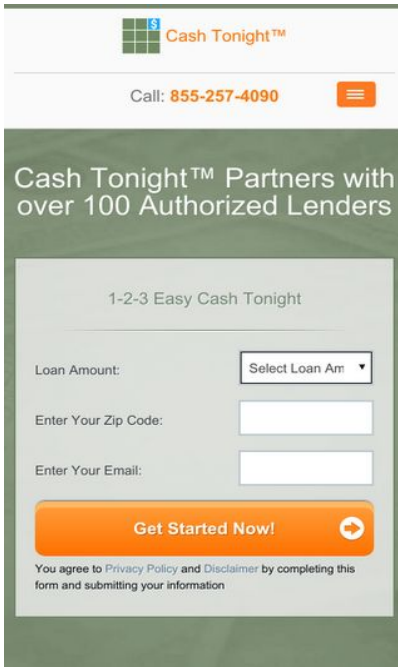 $
Cash Tonight™
Call: 855-257-4090
Cash Tonight™ Partners with
over 100 Authorized Lenders
1-2-3 Easy Cash Tonight
Loan Amount: Select Loan Am
Enter Your Zip Code:
Enter Your Email:
Get Started Now!
You agree to Privacy Policy and Disclaimer by completing this
form and submitting your information